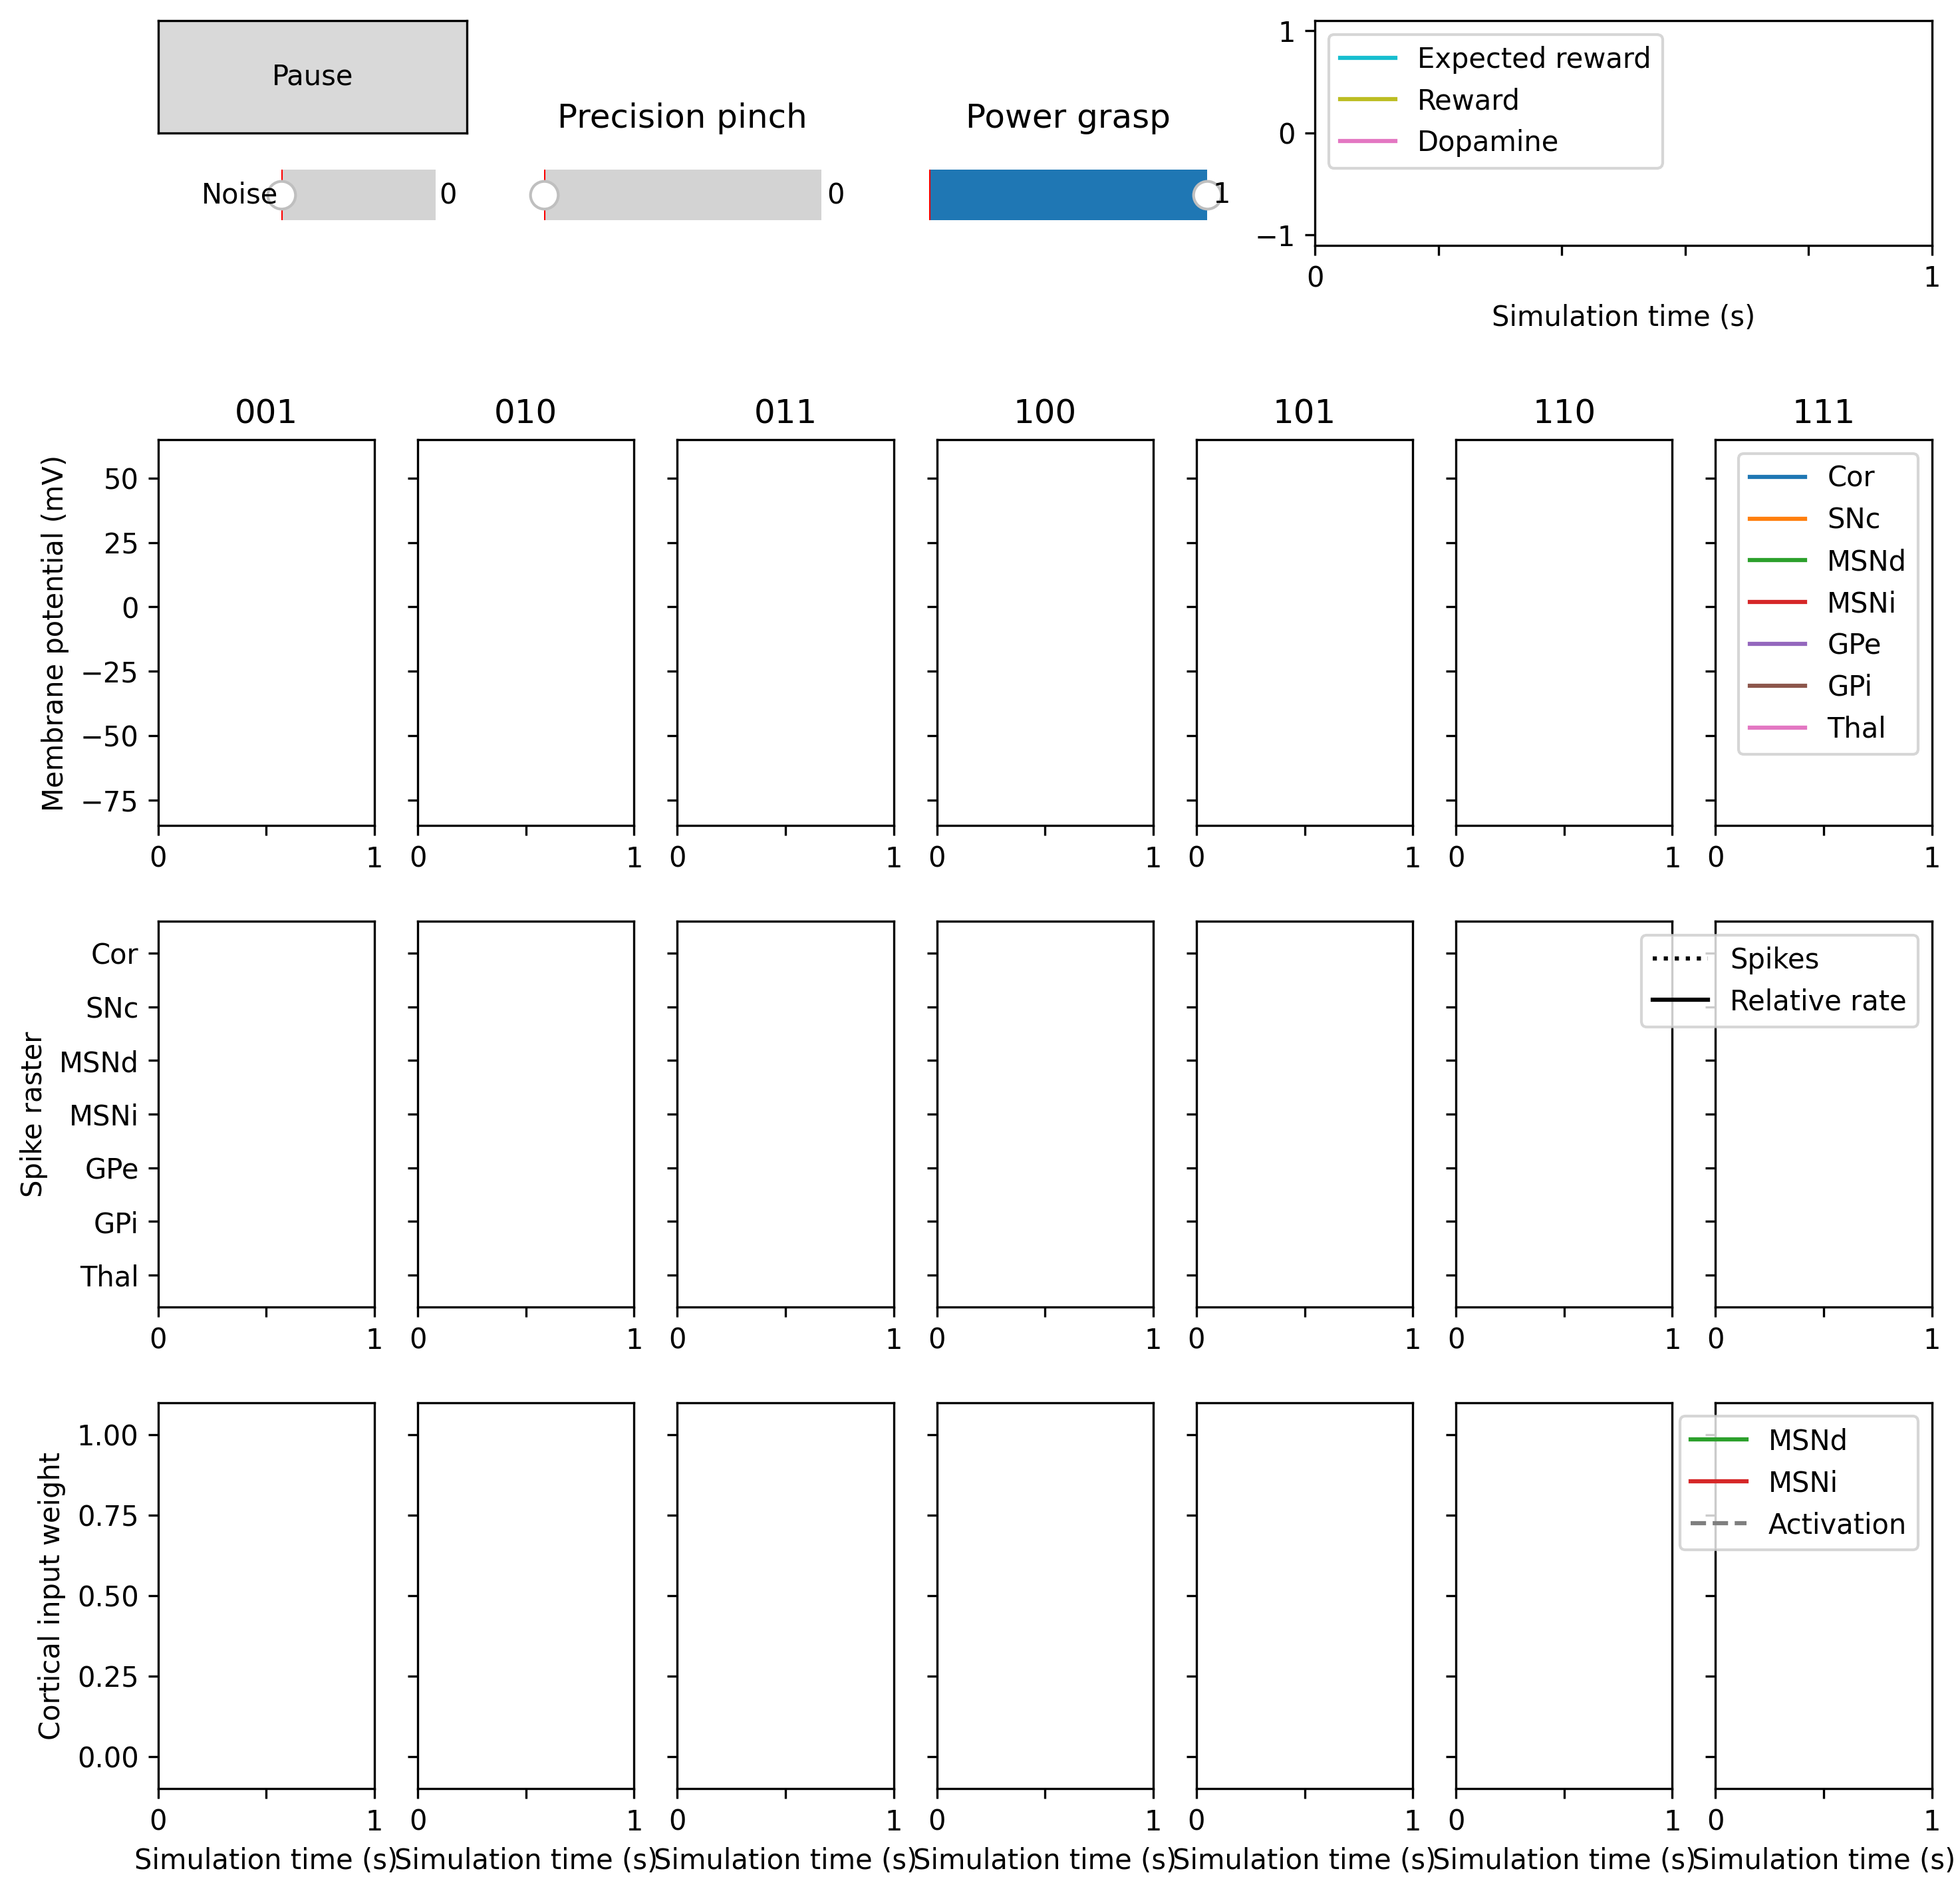 Pause
Precision pinch
Power grasp
Noise
0
0
1
1
0
−1
Expected reward
Reward
Dopamine
0
1
Simulation time (s)
001
010
011
100
101
110
111
Membrane potential (mV)
50
25
0
−25
−50
−75
Cor
SNc
MSNd
MSNi
GPe
GPi
Thal
0 1 0 1 0 1 0 1 0 1 0 1 0 1
Spike raster
Cor
SNc
MSNd
MSNi
GPe
GPi
Thal
Spikes
Relative rate
0 1 0 1 0 1 0 1 0 1 0 1 0 1
Cortical input weight
1.00
0.75
0.50
0.25
0.00
MSNd
MSNi
Activation
0 1 0 1 0 1 0 1 0 1 0 1 0 1
Simulation time (s)
Simulation time (s)
Simulation time (s)
Simulation time (s)
Simulation time (s)
Simulation time (s)
Simulation time (s)